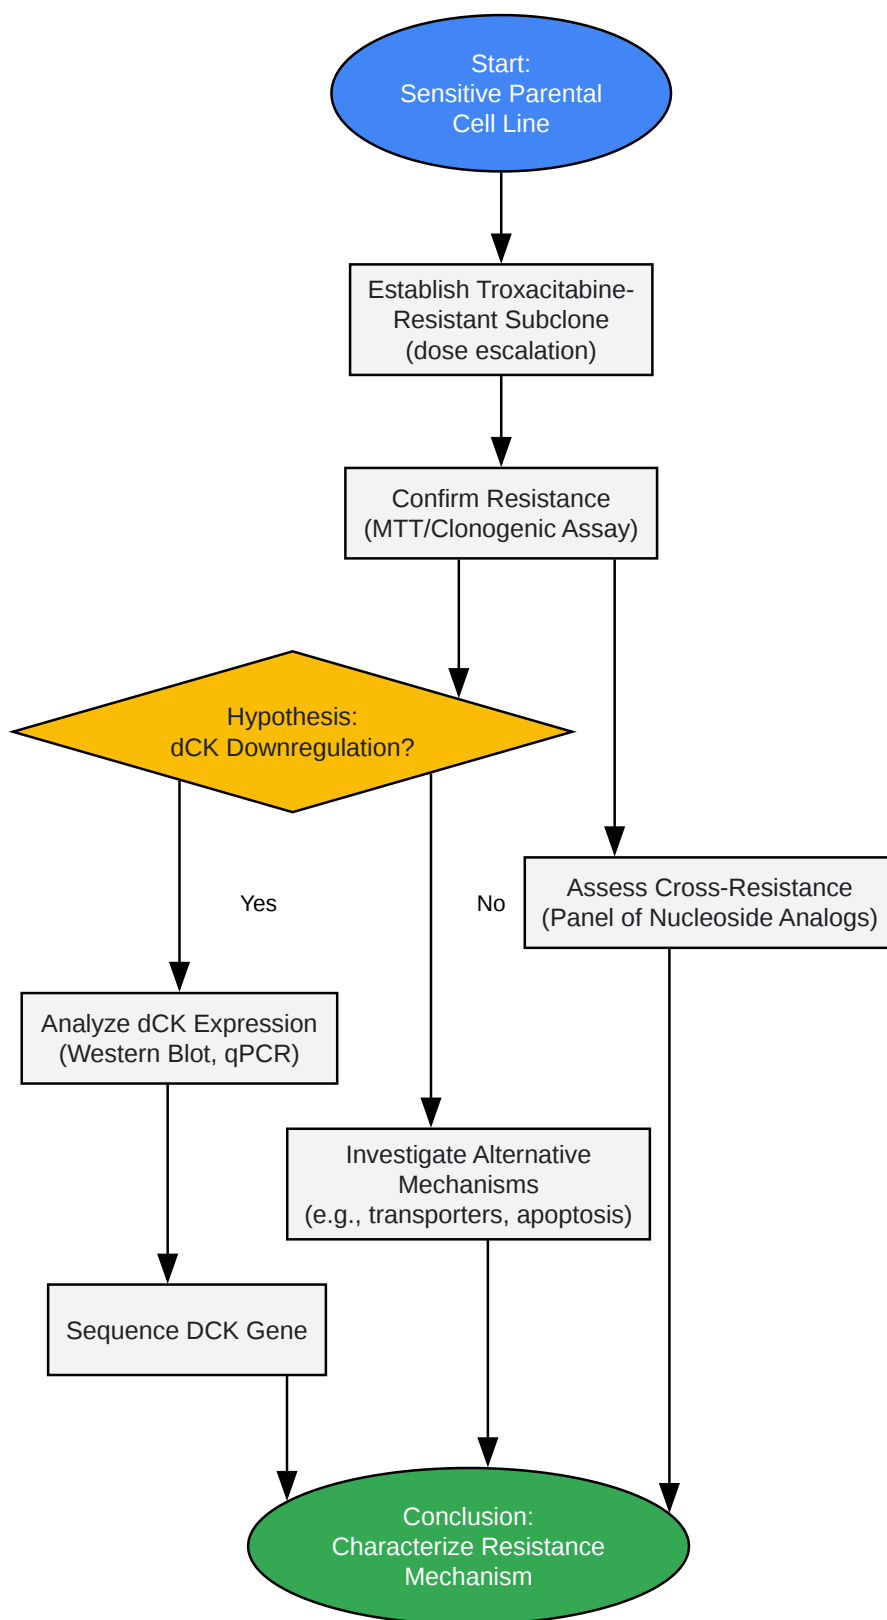 Start:
Sensitive Parental
Cell Line
Establish Troxacitabine-
Resistant Subclone
(dose escalation)
Confirm Resistance
(MTT/Clonogenic Assay)
Hypothesis:
dCK Downregulation?
Yes
No
Assess Cross-Resistance
(Panel of Nucleoside Analogs)
Analyze dCK Expression
(Western Blot, qPCR)
Investigate Alternative
Mechanisms
(e.g., transporters, apoptosis)
Sequence DCK Gene
Conclusion:
Characterize Resistance
Mechanism